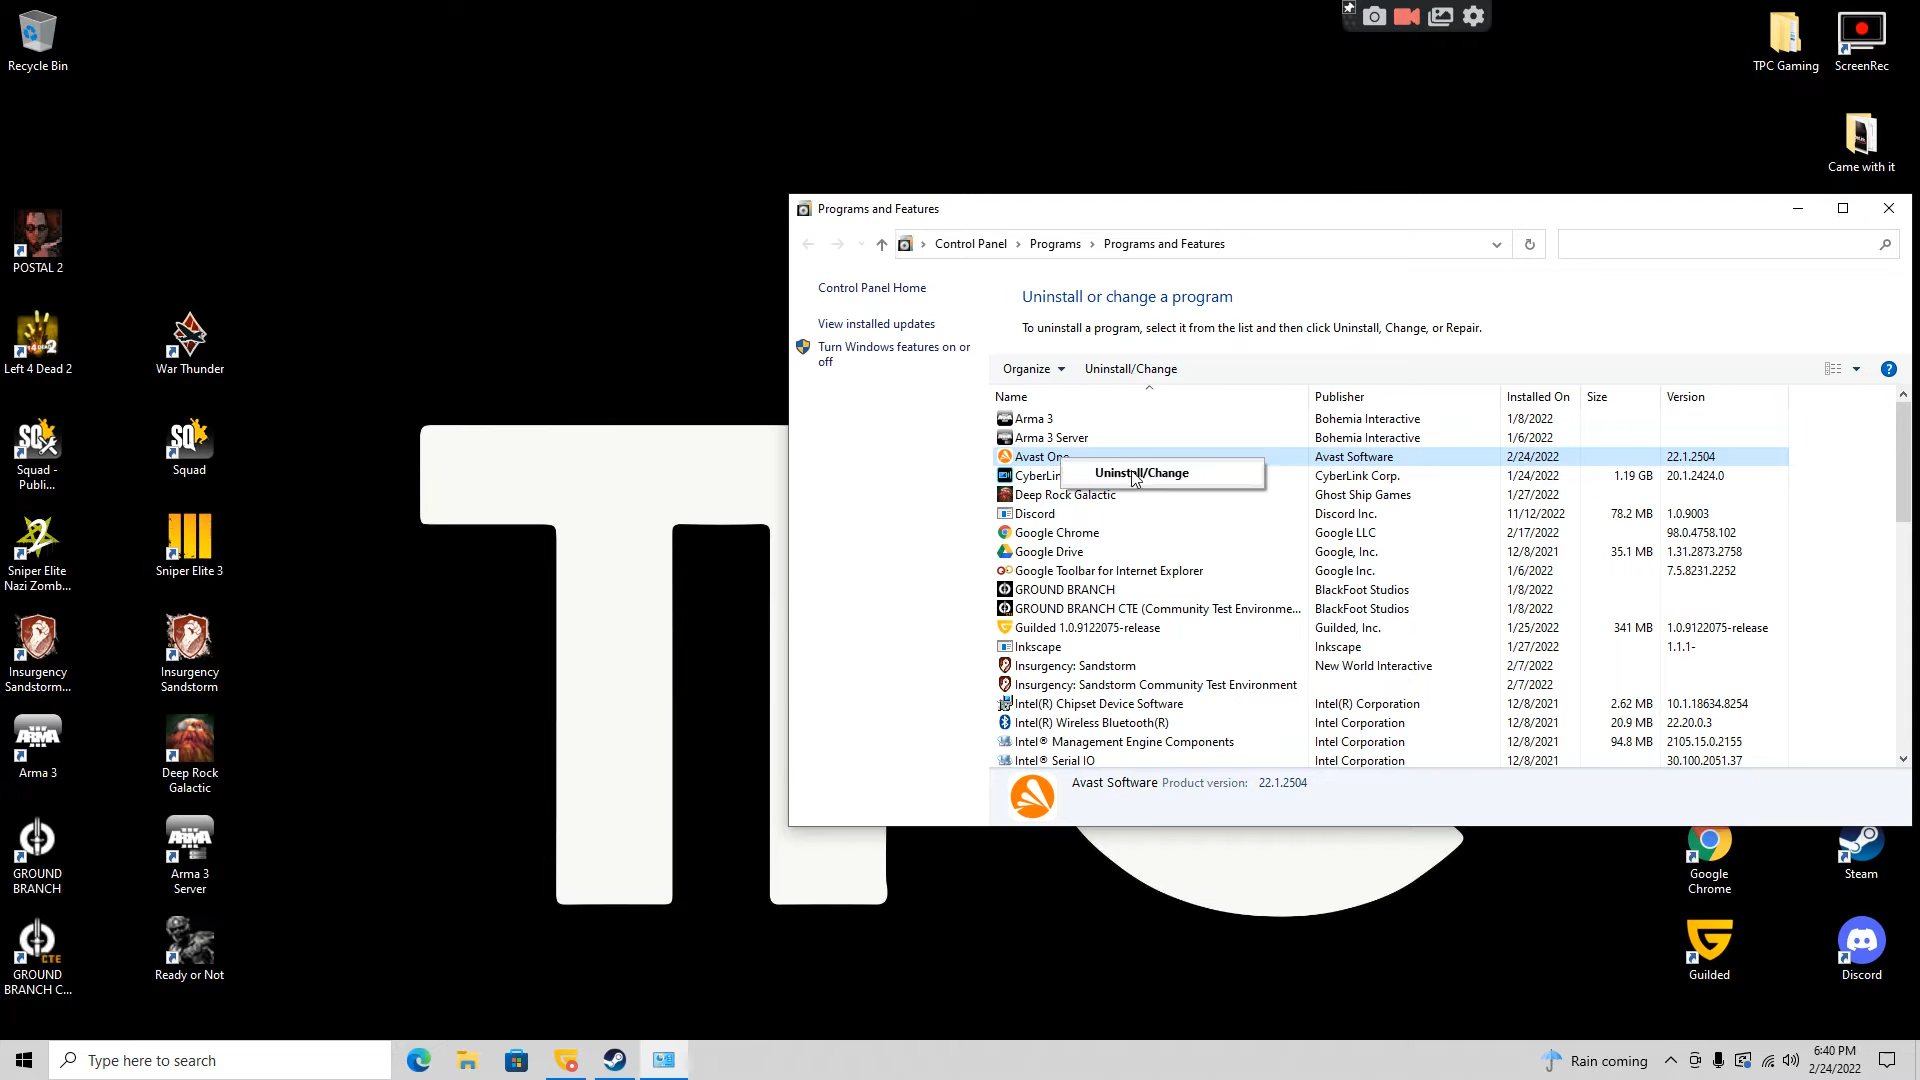 Recycle Bin
TPC Gaming
ScreenRec
Came with it
POSTAL 2
Left 4 Dead 2
War Thunder
Squad -
Publi...
Squad
Sniper Elite
Nazi Zomb...
Sniper Elite 3
Insurgency
Sandstorm...
Insurgency
Sandstorm
Arma 3
Deep Rock
Galactic
GROUND
BRANCH
Arma 3
Server
GROUND
BRANCH C...
Ready or Not
Programs and Features
Control Panel > Programs > Programs and Features
Control Panel Home
View installed updates
Turn Windows features on or
off
Uninstall or change a program
To uninstall a program, select it from the list and then click Uninstall, Change, or Repair.
Organize Uninstall/Change
Name Publisher Installed On Size Version
Arma 3 Bohemia Interactive 1/8/2022
Arma 3 Server Bohemia Interactive 1/6/2022
Avast One Avast Software 2/24/2022 22.1.2504
Uninstall/Change
CyberLin CyberLink Corp. 1/24/2022 1.19 GB 20.1.2424.0
Deep Rock Galactic Ghost Ship Games 1/27/2022
Discord Discord Inc. 11/12/2022 78.2 MB 1.0.9003
Google Chrome Google LLC 2/17/2022 98.0.4758.102
Google Drive Google, Inc. 12/8/2021 35.1 MB 1.31.2873.2758
Google Toolbar for Internet Explorer Google Inc. 1/6/2022 7.5.8231.2252
GROUND BRANCH BlackFoot Studios 1/8/2022
GROUND BRANCH CTE (Community Test Environme... BlackFoot Studios 1/8/2022
Guilded 1.0.9122075-release Guilded, Inc. 1/25/2022 341 MB 1.0.9122075-release
Inkscape Inkscape 1/27/2022 1.1.1-
Insurgency: Sandstorm New World Interactive 2/7/2022
Insurgency: Sandstorm Community Test Environment 2/7/2022
Intel(R) Chipset Device Software Intel(R) Corporation 12/8/2021 2.62 MB 10.1.18634.8254
Intel(R) Wireless Bluetooth(R) Intel Corporation 12/8/2021 20.9 MB 22.20.0.3
Intel® Management Engine Components Intel Corporation 12/8/2021 94.8 MB 2105.15.0.2155
Intel® Serial IO Intel Corporation 12/8/2021 30.100.2051.37
Avast Software Product version: 22.1.2504
Google
Chrome
Steam
Guilded
Discord
Type here to search
Rain coming
6:40 PM
2/24/2022